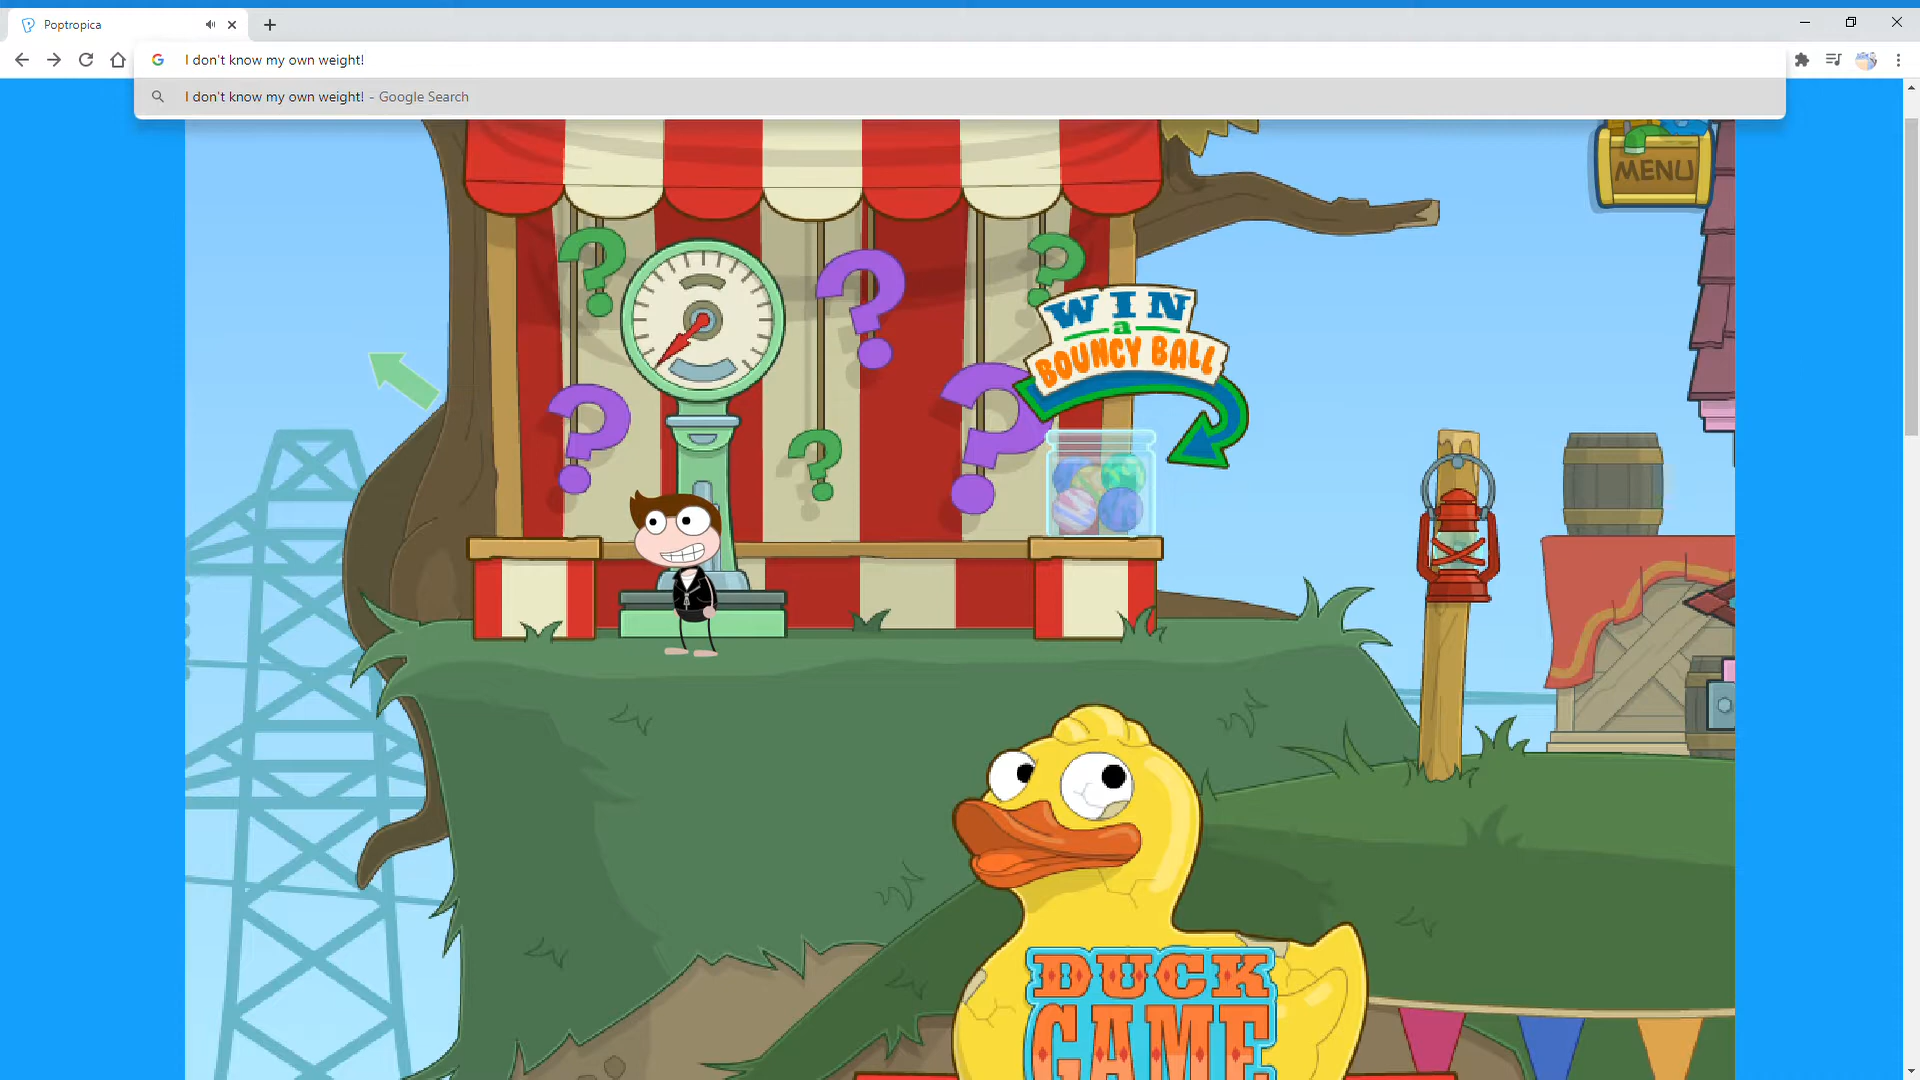 Poptropica
I don't know my own weight!
I don't know my own weight! - Google Search
MENU
WIN
a
BOUNCY BALL
DUCK
GAME